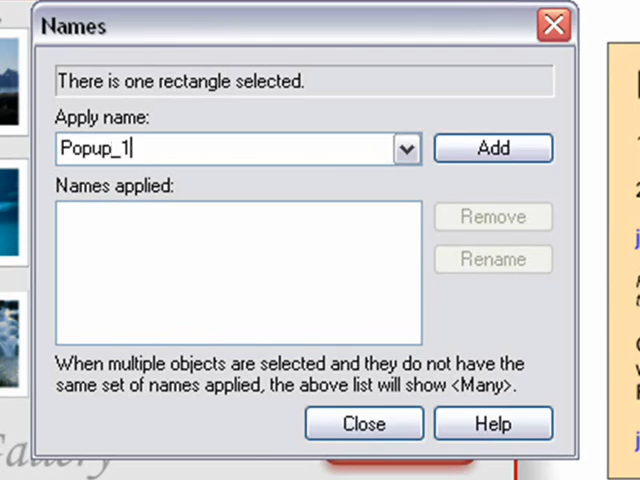 Names
There is one rectangle selected.
Apply name:
Popup_1
Add
Names applied:
Remove
Rename
When multiple objects are selected and they do not have the
same set of names applied, the above list will show <Many>.
Close
Help